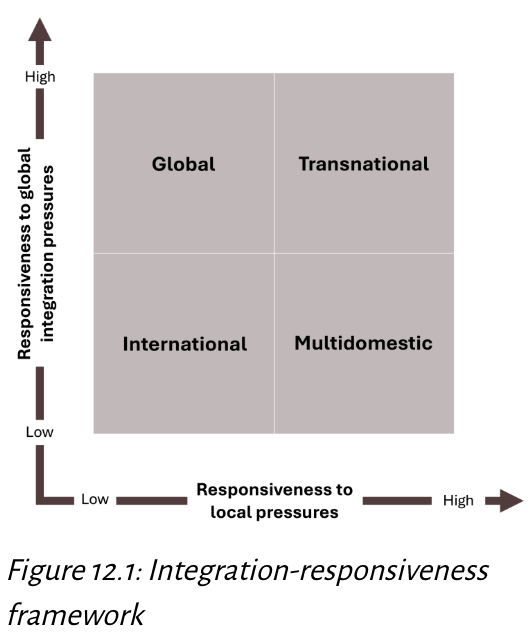 High
Responsiveness to global
integration pressures
Low
Global
Transnational
International
Multidomestic
Low
Responsiveness to
local pressures
High
Figure 12.1: Integration-responsiveness
framework